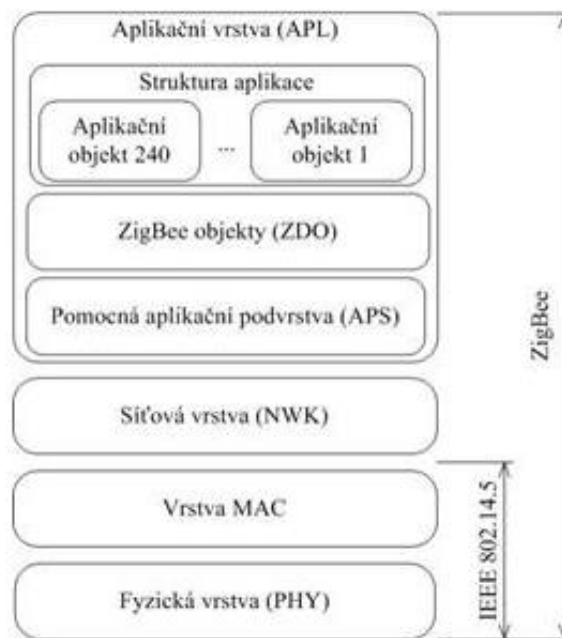 Aplikační vrstva (APL)
Struktura aplikace
Aplikační
objekt 240
...
Aplikační
objekt 1
ZigBee objekty (ZDO)
Pomocná aplikační podvrstva (APS)
Síťová vrstva (NWK)
Vrstva MAC
Fyzická vrstva (PHY)
IEEE 802.14.5
ZigBee